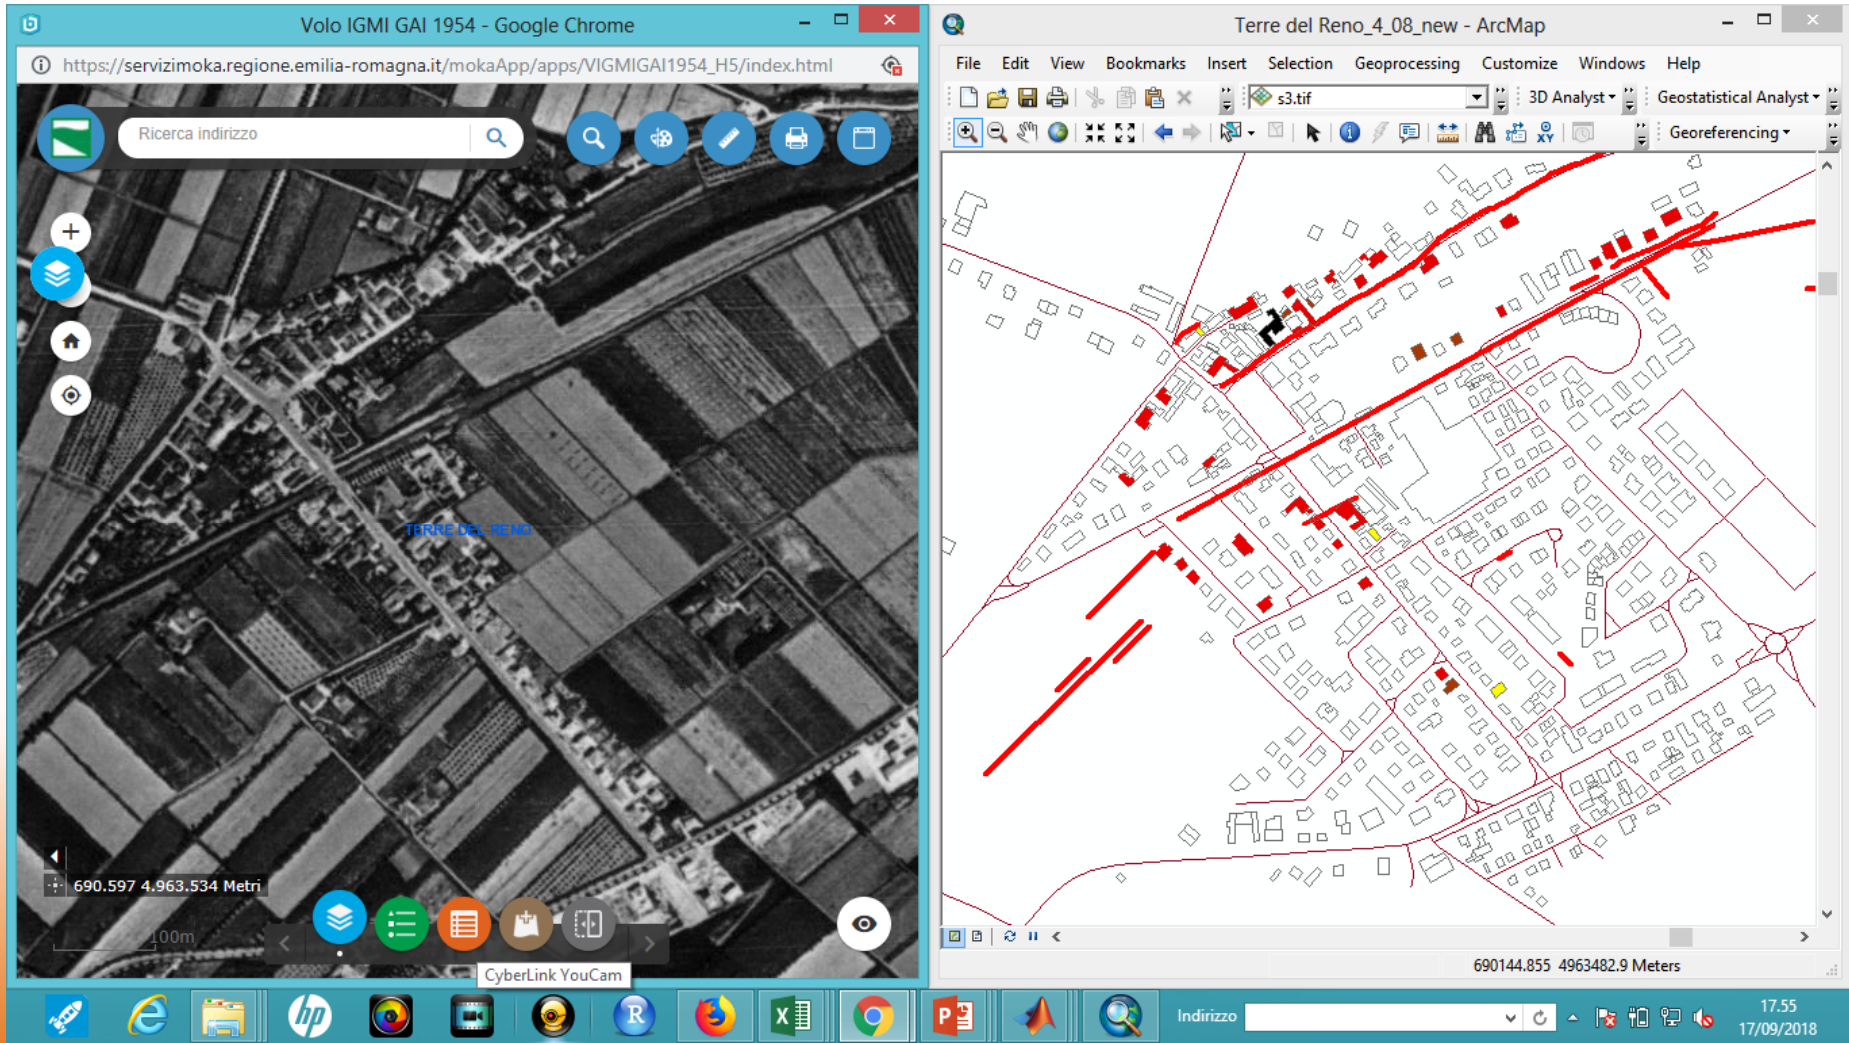 Volo IGMI GAI 1954 - Google Chrome
https://servizimoka.regione.emilia-romagna.it/mokaApp/apps/VIGMIGAI1954_H5/index.html
Ricerca indirizzo
TERRE DEL RENO
690.597 4.963.534 Metri
100m
CyberLink YouCam
Terre del Reno_4_08_new - ArcMap
File Edit View Bookmarks Insert Selection Geoprocessing Customize Windows Help
s3.tif 3D Analyst Geostatistical Analyst
XY Georeferencing
690144.855 4963482.9 Meters
hp R X P Indirizzo 17.55
17/09/2018